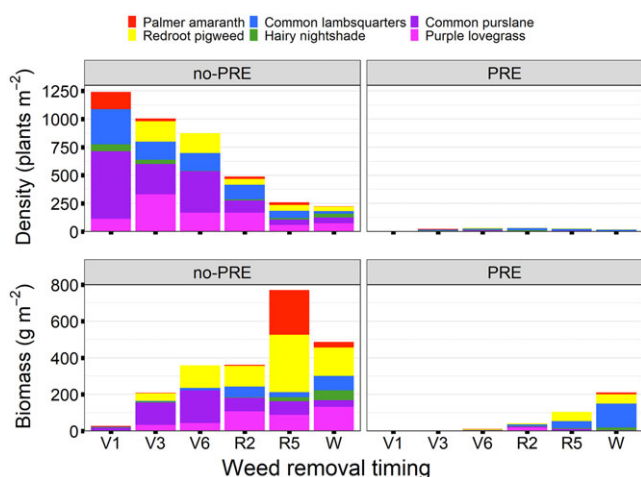 Palmer amaranth Common lambsquarters Common purslane
Redroot pigweed Hairy nightshade Purple lovegrass
no-PRE PRE
Density (plants m⁻²)
1250
1000
750
500
250
0
no-PRE PRE
Biomass (g m⁻²)
800
600
400
200
0
V1 V3 V6 R2 R5 W V1 V3 V6 R2 R5 W
Weed removal timing